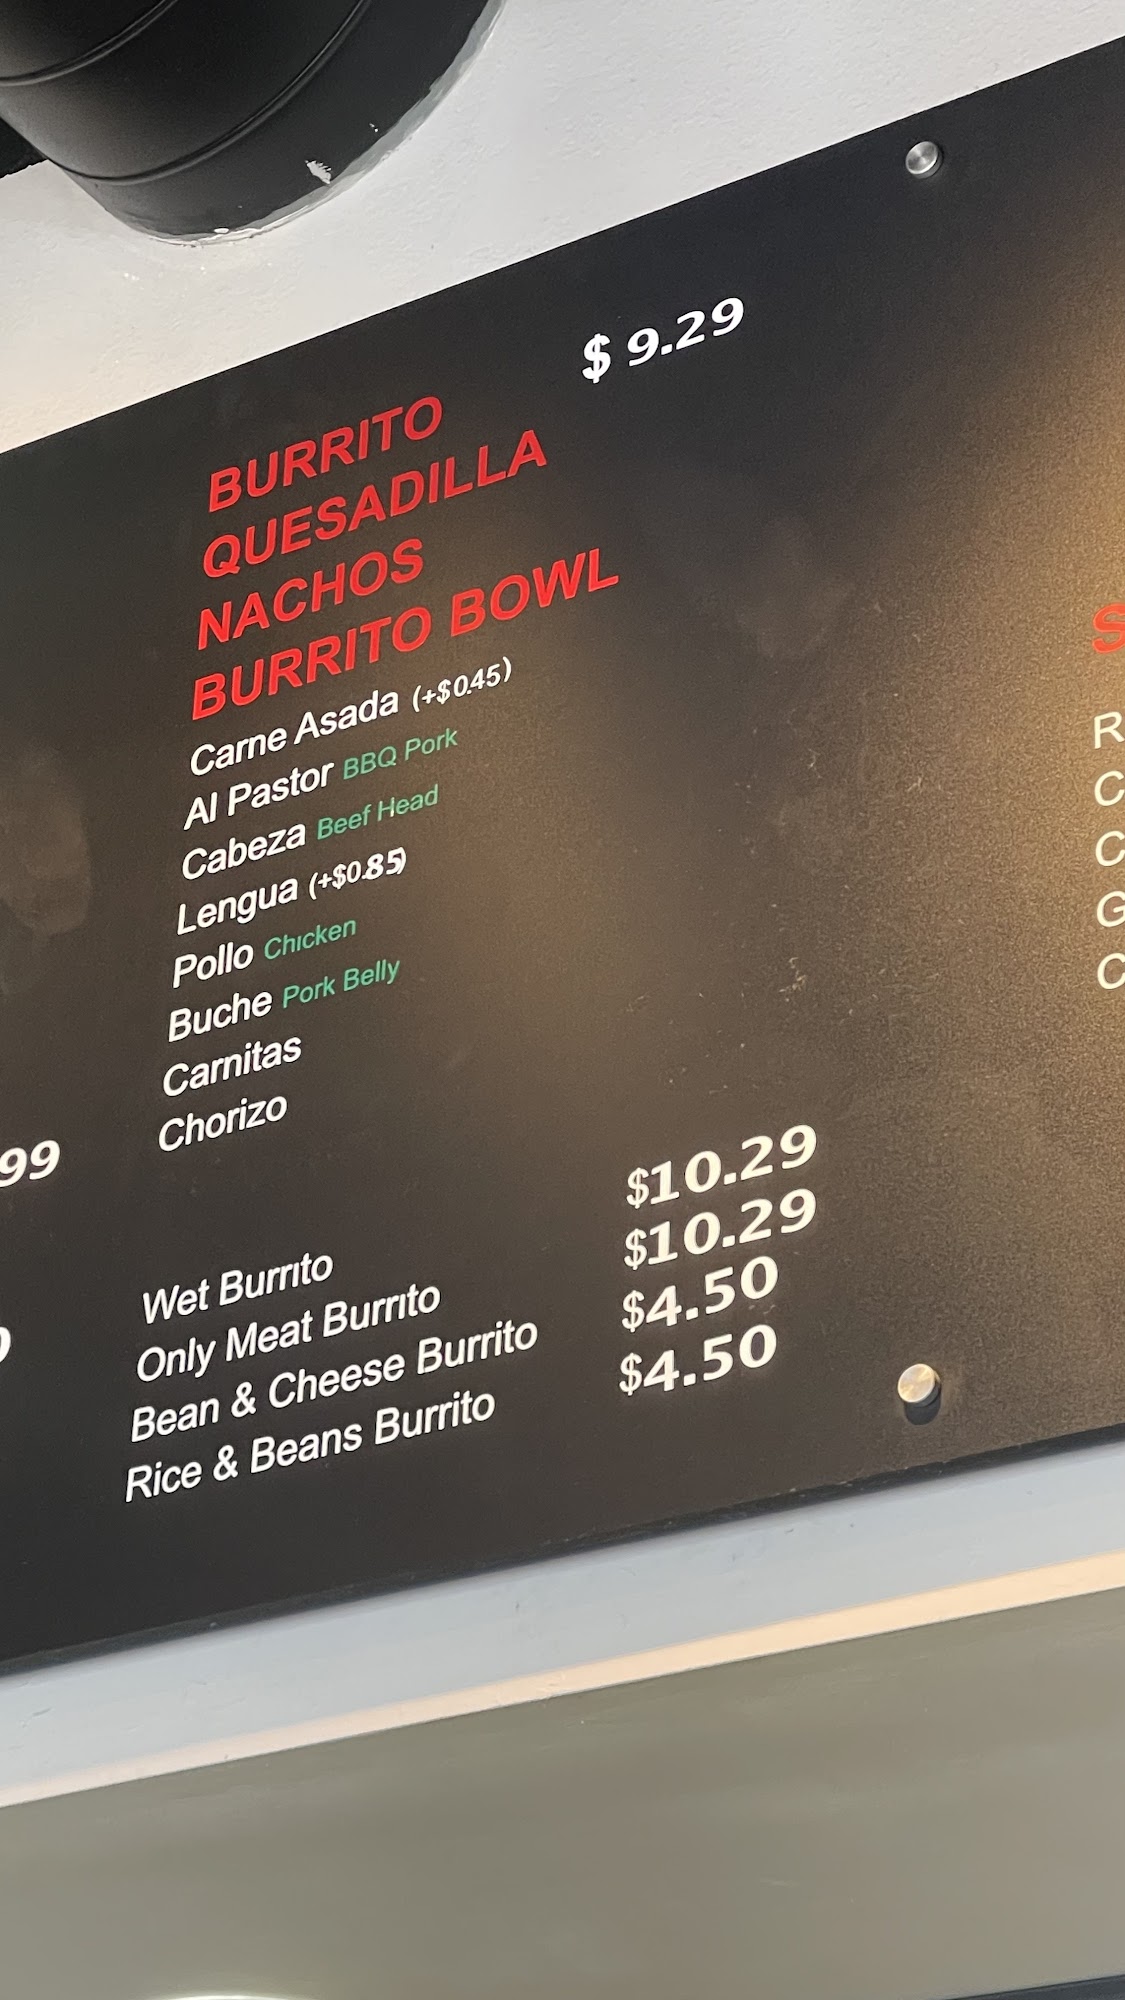 $ 9.29
BURRITO
QUESADILLA
NACHOS
BURRITO BOWL
Carne Asada (+$0.45)
Al Pastor BBQ Pork
Cabeza Beef Head
Lengua (+$0.85)
Pollo Chicken
Buche Pork Belly
Carnitas
Chorizo
99
Wet Burrito $10.29
Only Meat Burrito $10.29
Bean & Cheese Burrito $4.50
Rice & Beans Burrito $4.50